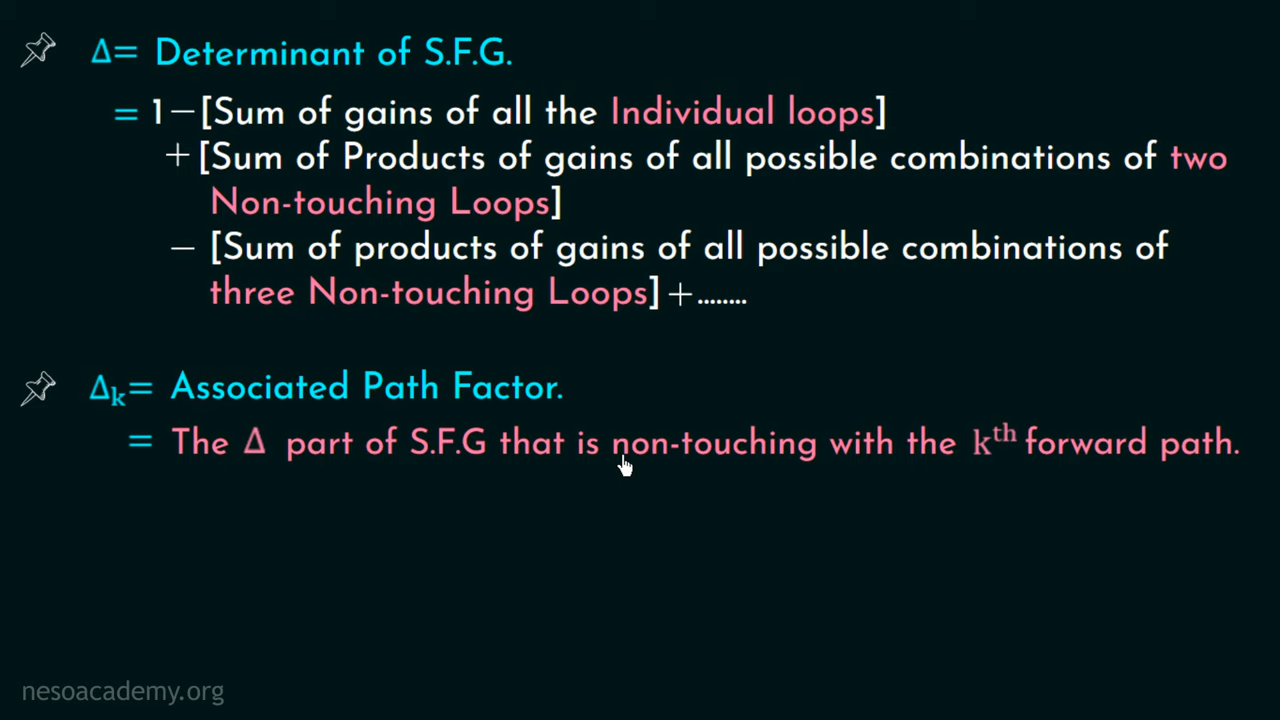 Δ= Determinant of S.F.G.
= 1−[Sum of gains of all the Individual loops]
+[Sum of Products of gains of all possible combinations of two
Non-touching Loops]
− [Sum of products of gains of all possible combinations of
three Non-touching Loops] +........
Δₖ= Associated Path Factor.
= The Δ part of S.F.G that is non-touching with the kᵗʰ forward path.
nesoacademy.org